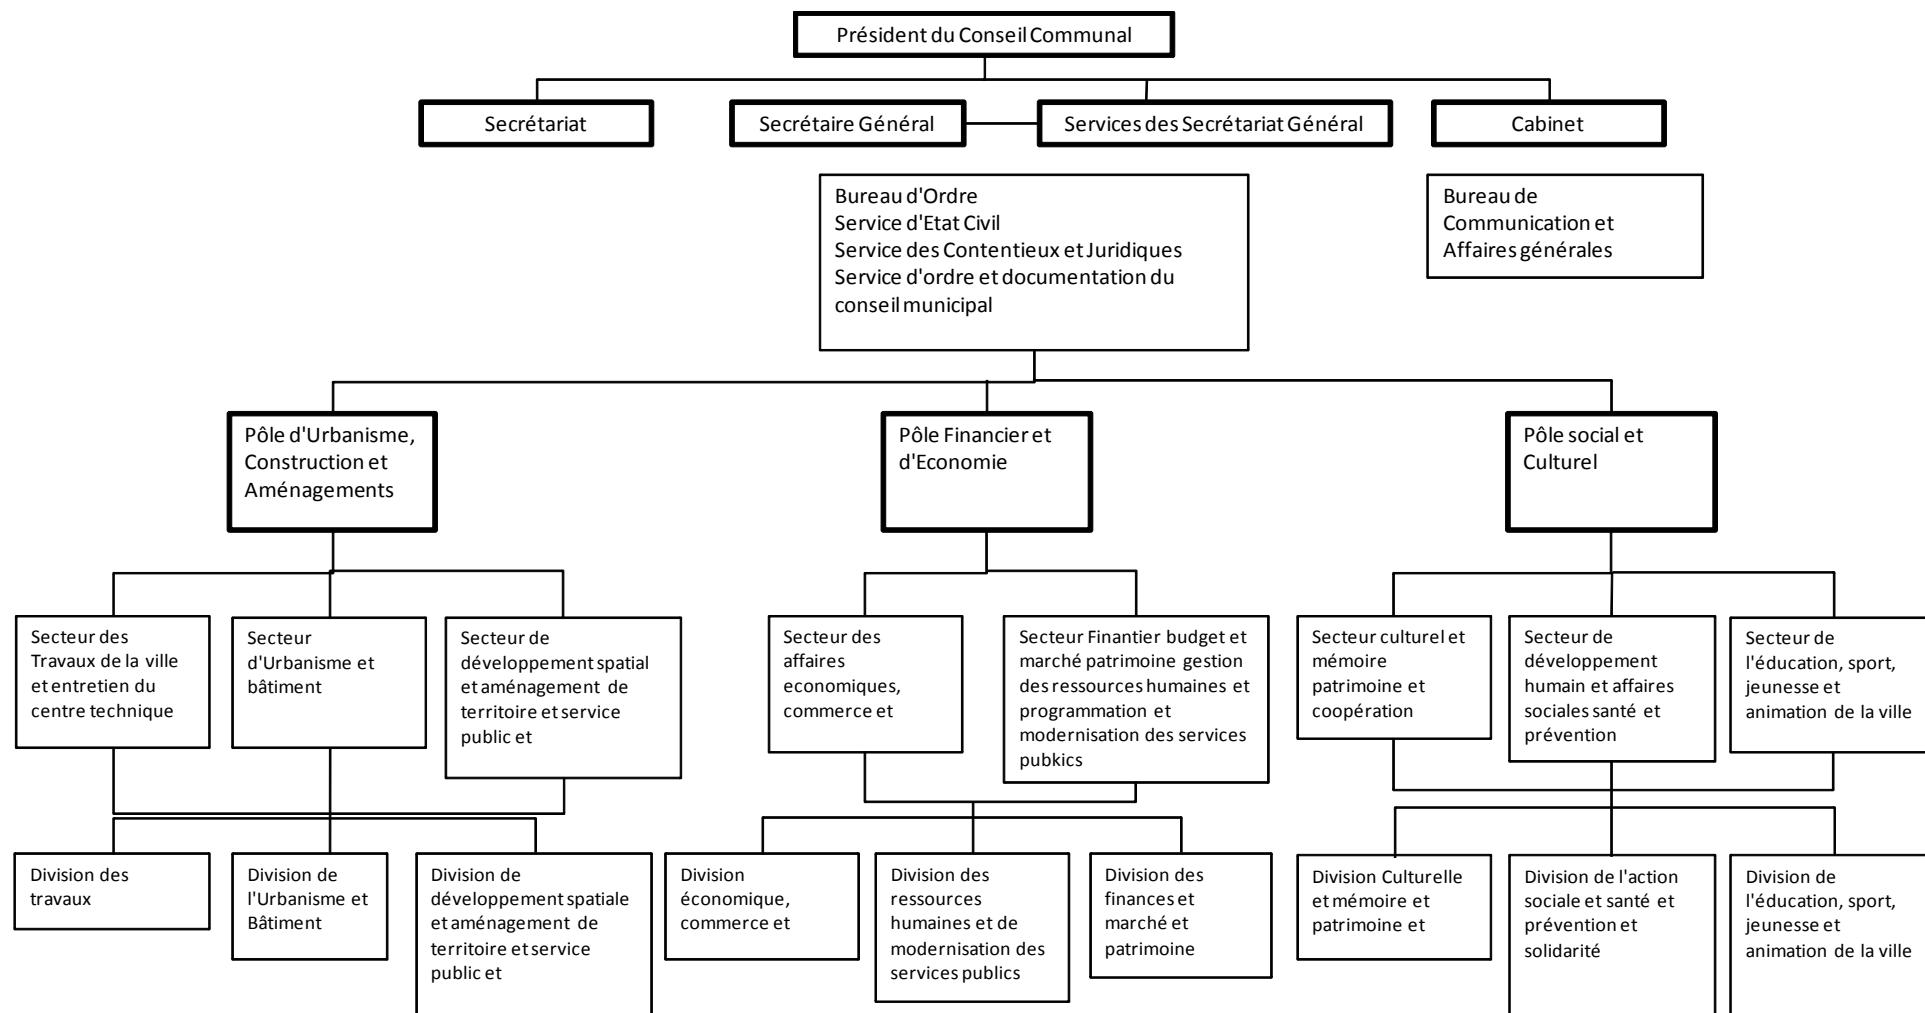 Président du Conseil Communal
Secrétariat
Secrétaire Général
Services des Secrétariat Général
Cabinet
Bureau d'Ordre
Service d'Etat Civil
Service des Contentieux et Juridiques
Service d'ordre et documentation du
conseil municipal
Bureau de
Communication et
Affaires générales
Pôle d'Urbanisme,
Construction et
Aménagements
Pôle Financier et
d'Economie
Pôle social et
Culturel
Secteur des
Travaux de la ville
et entretien du
centre technique
Secteur
d'Urbanisme et
bâtiment
Secteur de
développement spatial
et aménagement de
territoire et service
public et
Secteur des
affaires
economiques,
commerce et
Secteur Finantier budget et
marché patrimoine gestion
des ressources humaines et
programmation et
modernisation des services
pubkics
Secteur culturel et
mémoire
patrimoine et
coopération
Secteur de
développement
humain et affaires
sociales santé et
prévention
Secteur de
l'éducation, sport,
jeunesse et
animation de la ville
Division des
travaux
Division de
l'Urbanisme et
Bâtiment
Division de
développement spatiale
et aménagement de
territoire et service
public et
Division
économique,
commerce et
Division des
ressources
humaines et de
modernisation des
services publics
Division des
finances et
marché et
patrimoine
Division Culturelle
et mémoire et
patrimoine et
Division de l'action
sociale et santé et
prévention et
solidarité
Division de
l'éducation, sport,
jeunesse et
animation de la ville